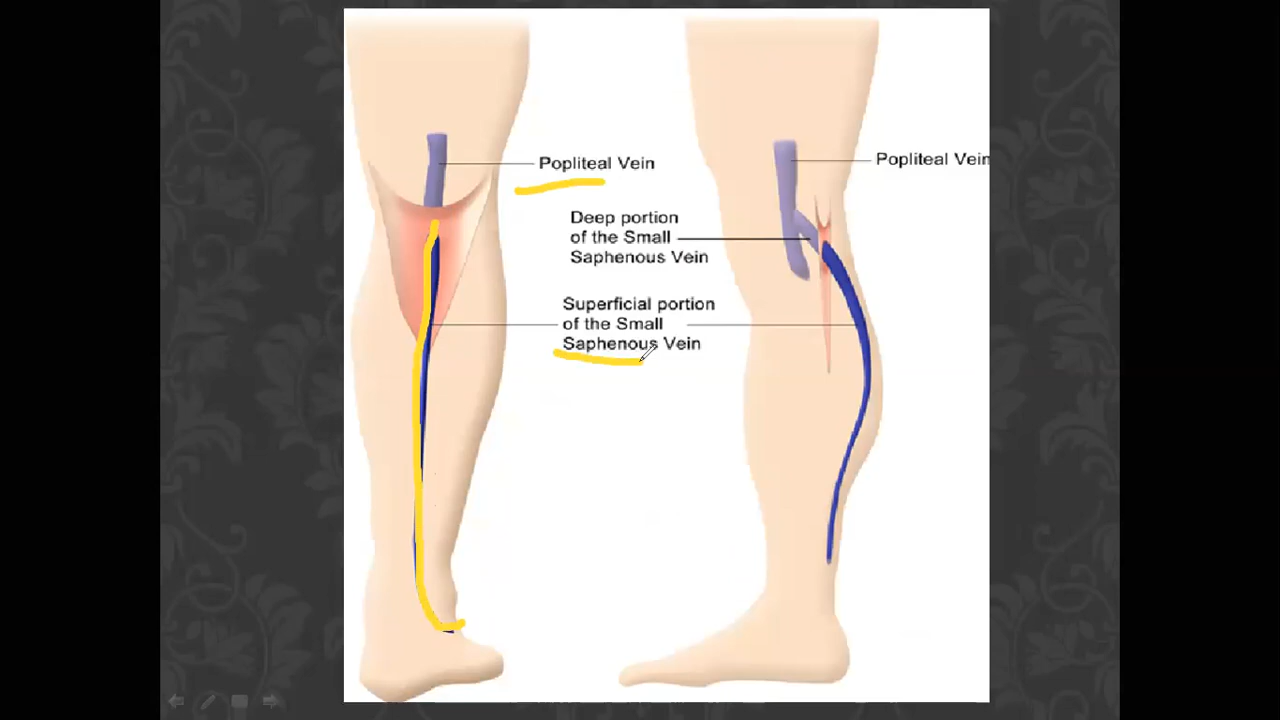 Popliteal Vein
Popliteal Vein
Deep portion
of the Small
Saphenous Vein
Superficial portion
of the Small
Saphenous Vein